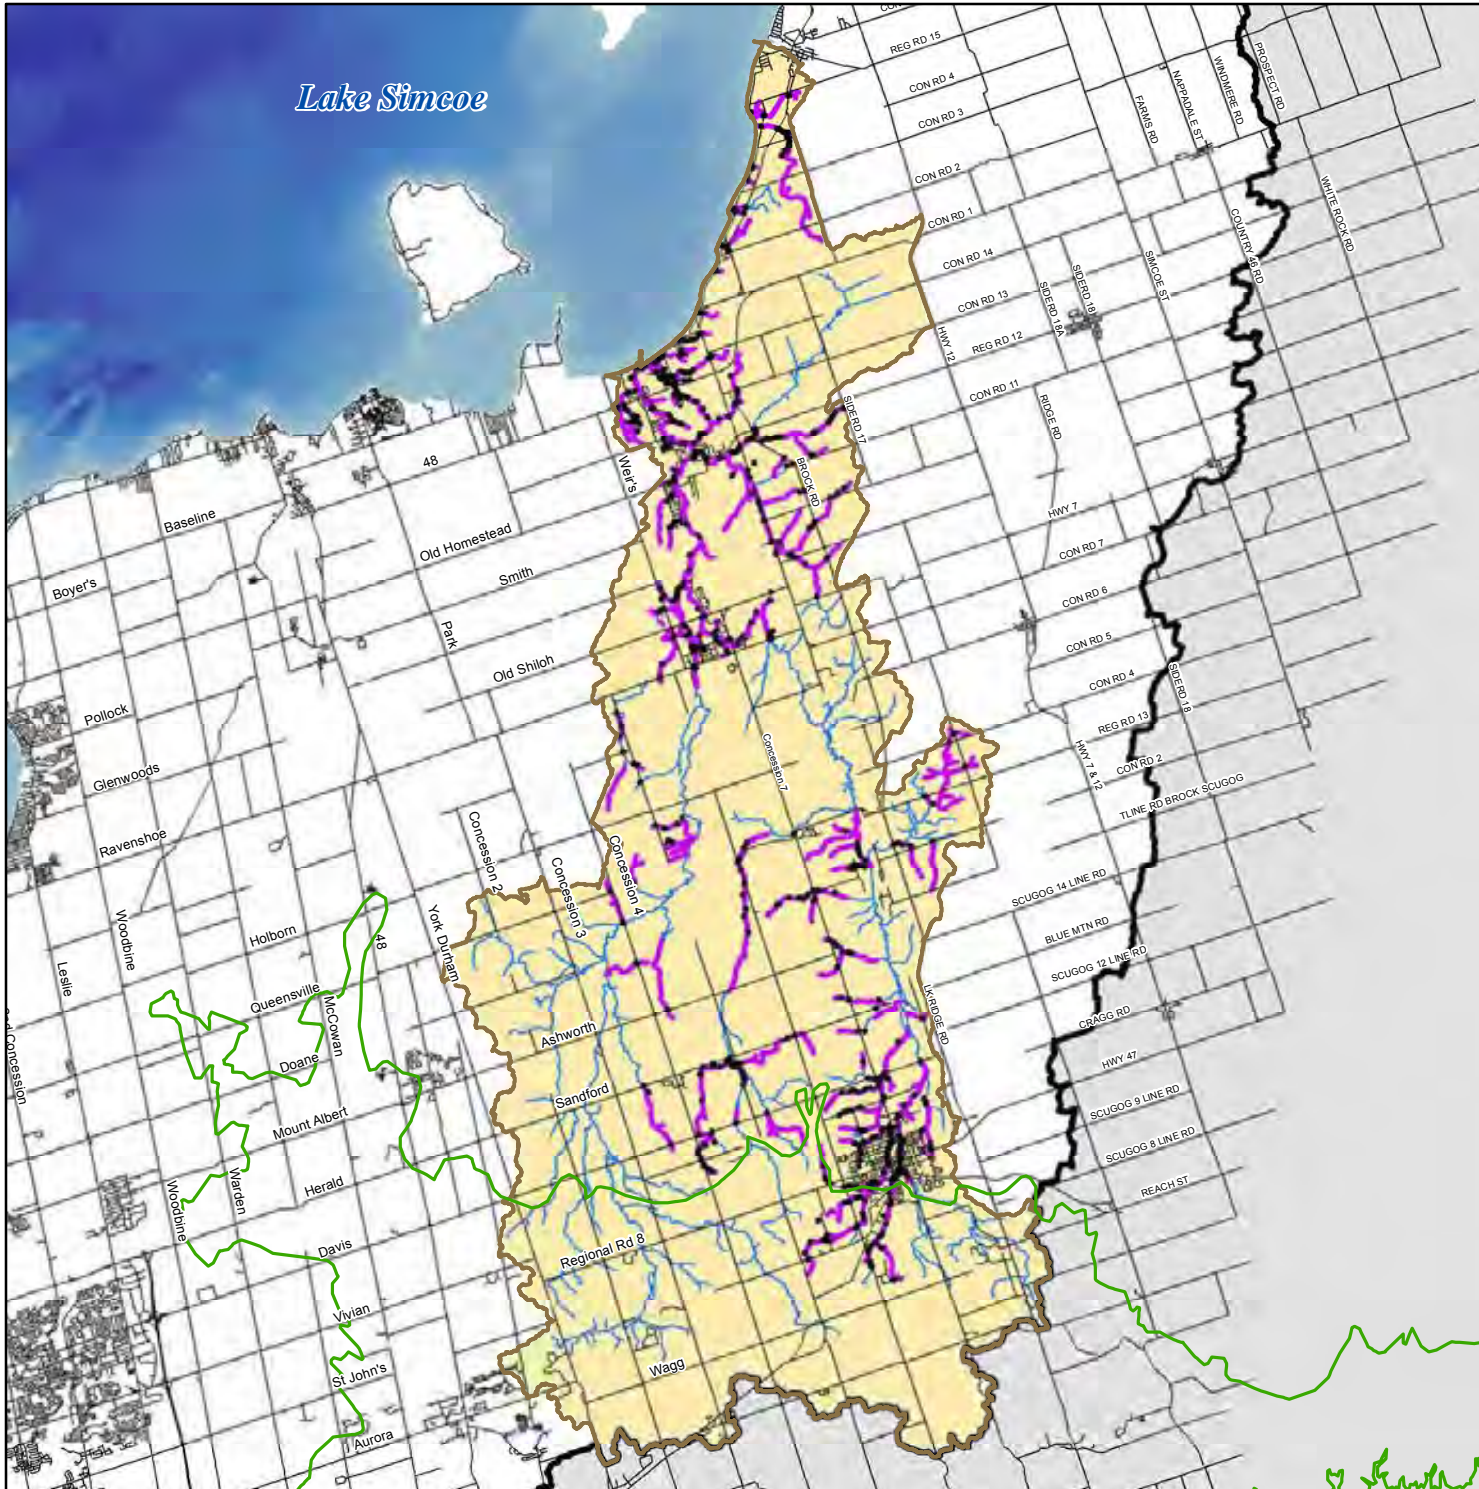 Lake Simcoe
REG RD 15
CON RD 4
CON RD 3
CON RD 2
CON RD 1
CON RD 14
CON RD 13
REG RD 12
CON RD 11
HWY 12
SIDERD 17
BROCK RD
FARMS RD
NAPPADALE ST
WINDMERE RD
PROSPECT RD
WHITE ROCK RD
COUNTRY 46 RD
SIMCOE ST
SIDERD 18
SIDERD 18A
RIDGE RD
HWY 7
CON RD 7
CON RD 6
CON RD 5
CON RD 4
SIDERD 18
REG RD 13
CON RD 2
HWY 7 & 12
TLINE RD BROCK SCUGOG
SCUGOG 14 LINE RD
BLUE MTN RD
SCUGOG 12 LINE RD
CRAGG RD
HWY 47
SCUGOG 9 LINE RD
SCUGOG 8 LINE RD
REACH ST
LK RIDGE RD
48
Weir's
Baseline
Old Homestead
Boyer's
Smith
Park
Old Shiloh
Pollock
Glenwoods
Ravenshoe
Concession 7
Concession 2
Concession 3
Concession 4
York Durham
48
Holborn
Woodbine
Leslie
Queensville
McCowan
Doane
Ashworth
Sandford
Mount Albert
Herald
Warden
Woodbine
Davis
Regional Rd 8
Vivian
St John's
Wagg
Aurora